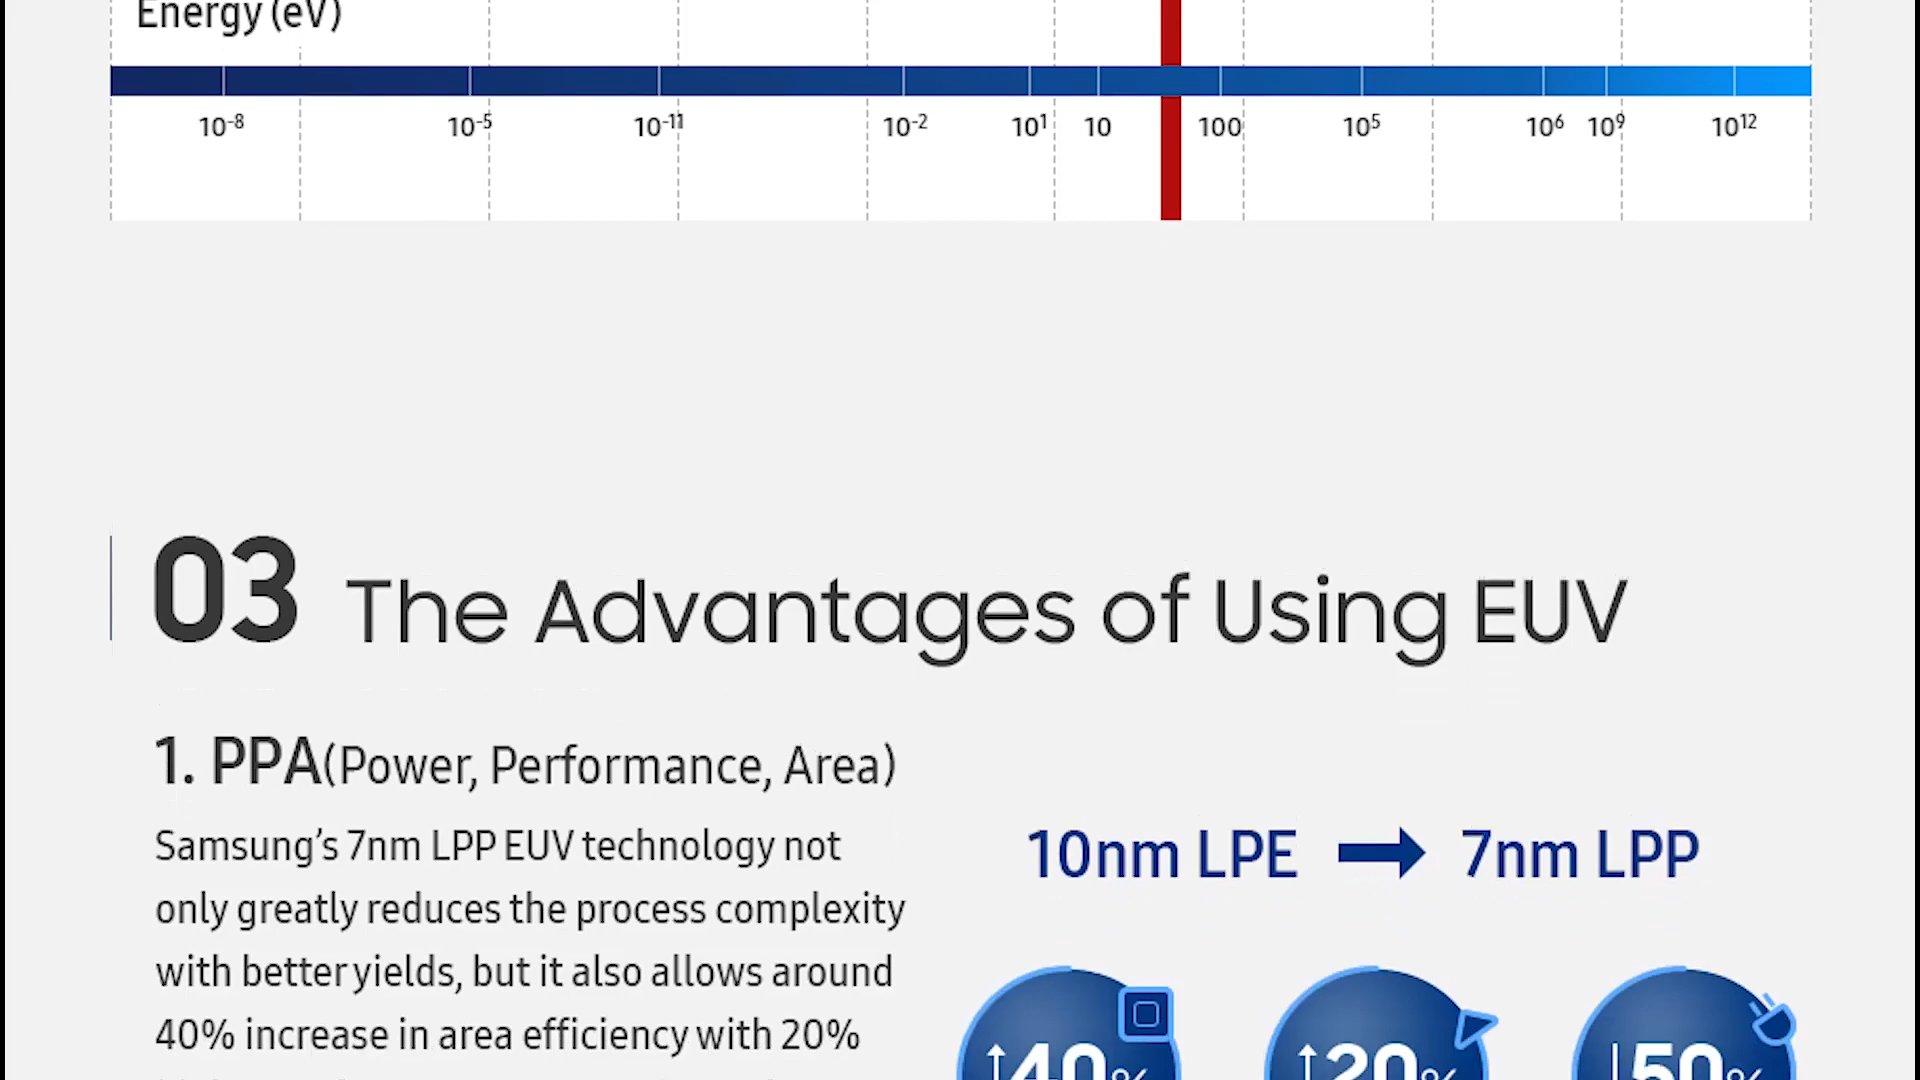 Energy (eV)
10⁻⁸ 10⁻⁵ 10⁻¹¹ 10⁻² 10¹ 10 100 10⁵ 10⁶ 10⁹ 10¹²
03 The Advantages of Using EUV
1. PPA(Power, Performance, Area)
Samsung’s 7nm LPP EUV technology not
only greatly reduces the process complexity
with better yields, but it also allows around
40% increase in area efficiency with 20%
10nm LPE → 7nm LPP
↑40% ↑20% ↓50%